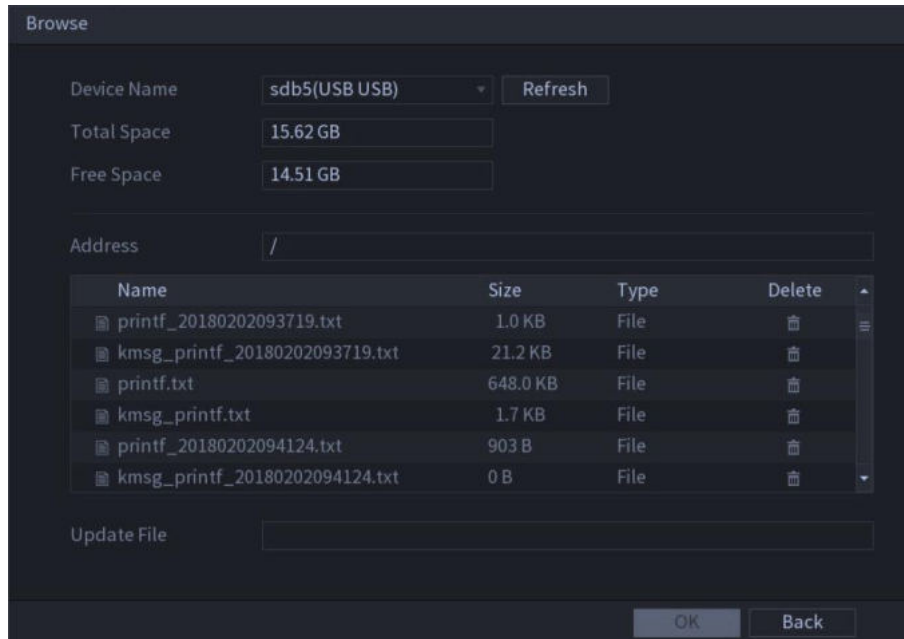 Browse
Device Name sdb5(USB USB) Refresh
Total Space 15.62 GB
Free Space 14.51 GB
Address /
Name Size Type Delete
printf_20180202093719.txt 1.0 KB File
kmsg_printf_20180202093719.txt 21.2 KB File
printf.txt 648.0 KB File
kmsg_printf.txt 1.7 KB File
printf_20180202094124.txt 903 B File
kmsg_printf_20180202094124.txt 0 B File
Update File
OK Back